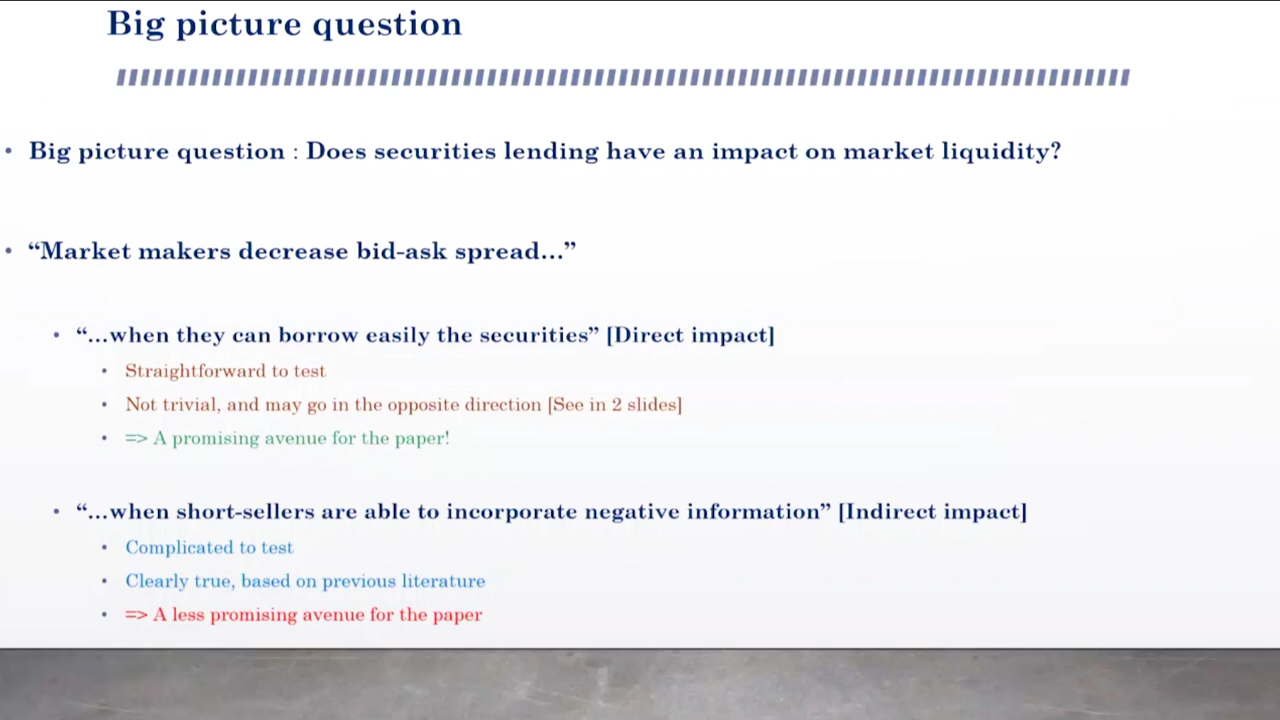 Big picture question
• Big picture question : Does securities lending have an impact on market liquidity?
• “Market makers decrease bid-ask spread…”
• “…when they can borrow easily the securities” [Direct impact]
• Straightforward to test
• Not trivial, and may go in the opposite direction [See in 2 slides]
• => A promising avenue for the paper!
• “…when short-sellers are able to incorporate negative information” [Indirect impact]
• Complicated to test
• Clearly true, based on previous literature
• => A less promising avenue for the paper